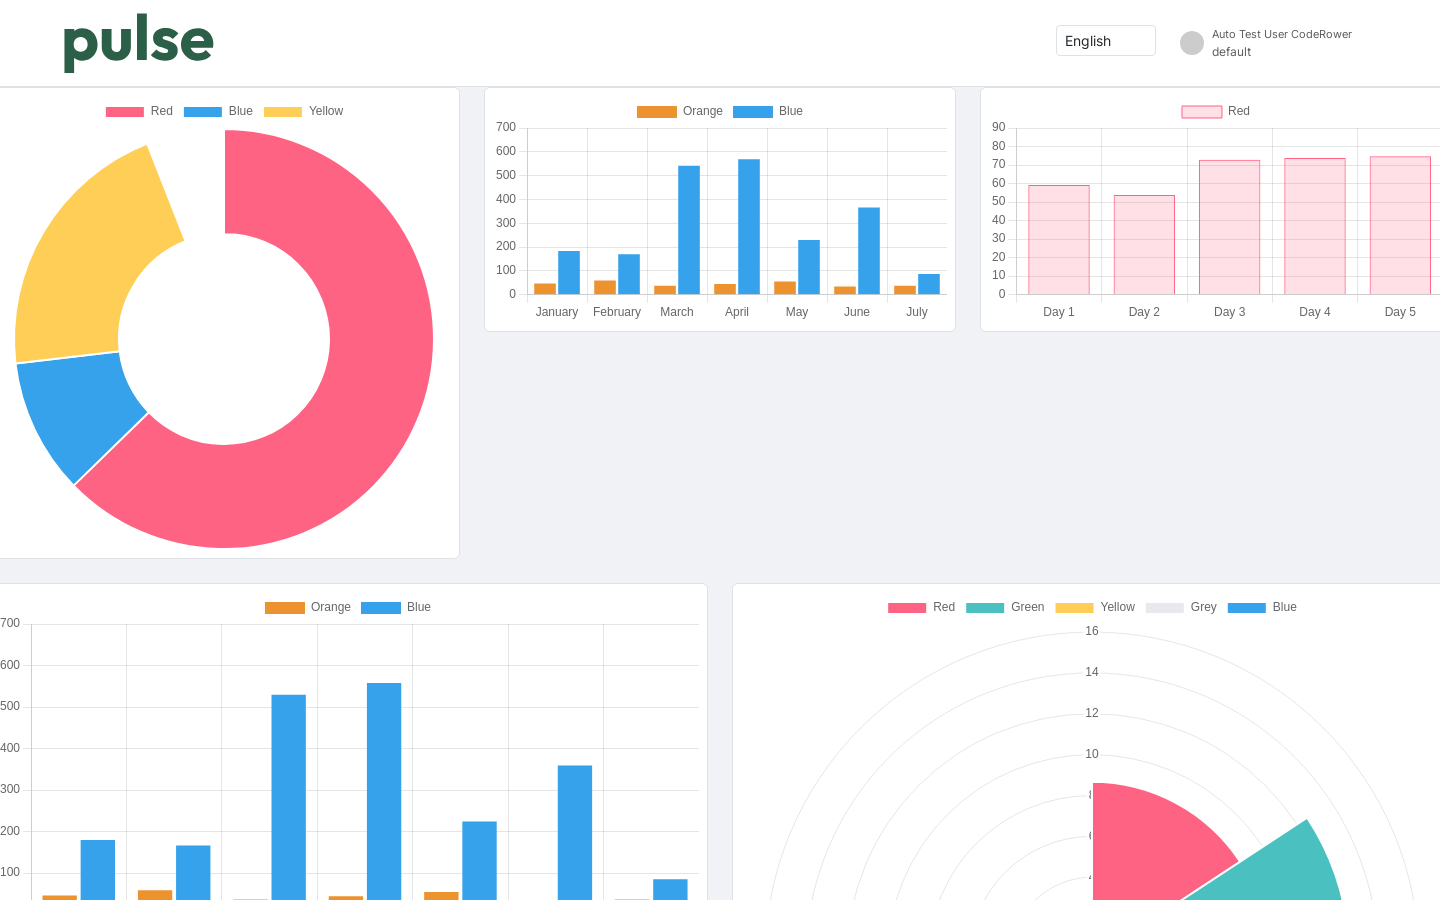 pulse
English
Auto Test User CodeRower
default
Red Blue Yellow
Orange Blue
700
600
500
400
300
200
100
0
January February March April May June July
Red
90
80
70
60
50
40
30
20
10
0
Day 1 Day 2 Day 3 Day 4 Day 5
Orange Blue
700
600
500
400
300
200
100
Red Green Yellow Grey Blue
16
14
12
10